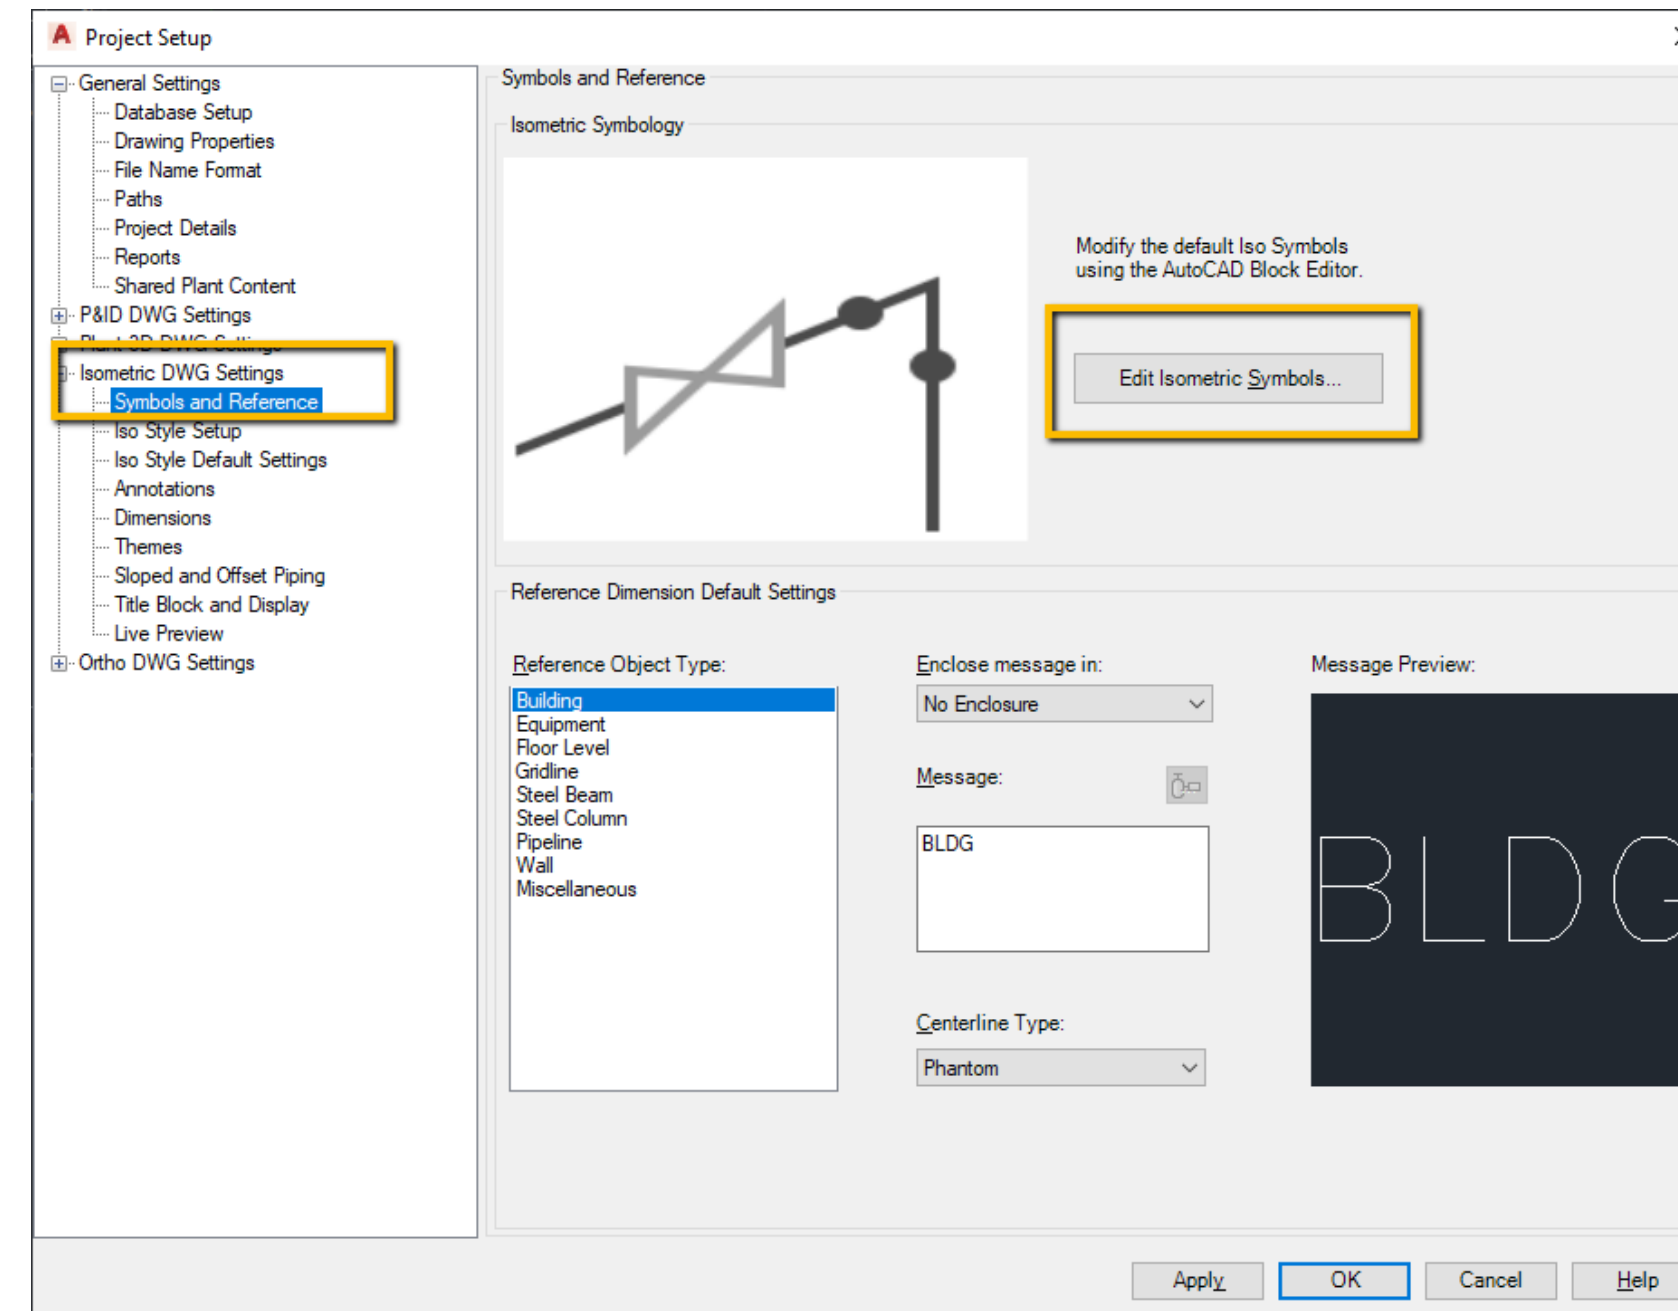 Project Setup
General Settings
Database Setup
Drawing Properties
File Name Format
Paths
Project Details
Reports
Shared Plant Content
P&ID DWG Settings
Plant 3D DWG Settings
Isometric DWG Settings
Symbols and Reference
Iso Style Setup
Iso Style Default Settings
Annotations
Dimensions
Themes
Sloped and Offset Piping
Title Block and Display
Live Preview
Ortho DWG Settings
Symbols and Reference
Isometric Symbology
Modify the default Iso Symbols
using the AutoCAD Block Editor.
Edit Isometric Symbols...
Reference Dimension Default Settings
Reference Object Type:
Building
Equipment
Floor Level
Gridline
Steel Beam
Steel Column
Pipeline
Wall
Miscellaneous
Enclose message in:
No Enclosure
Message:
BLDG
Centerline Type:
Phantom
Message Preview:
BLDG
Apply
OK
Cancel
Help